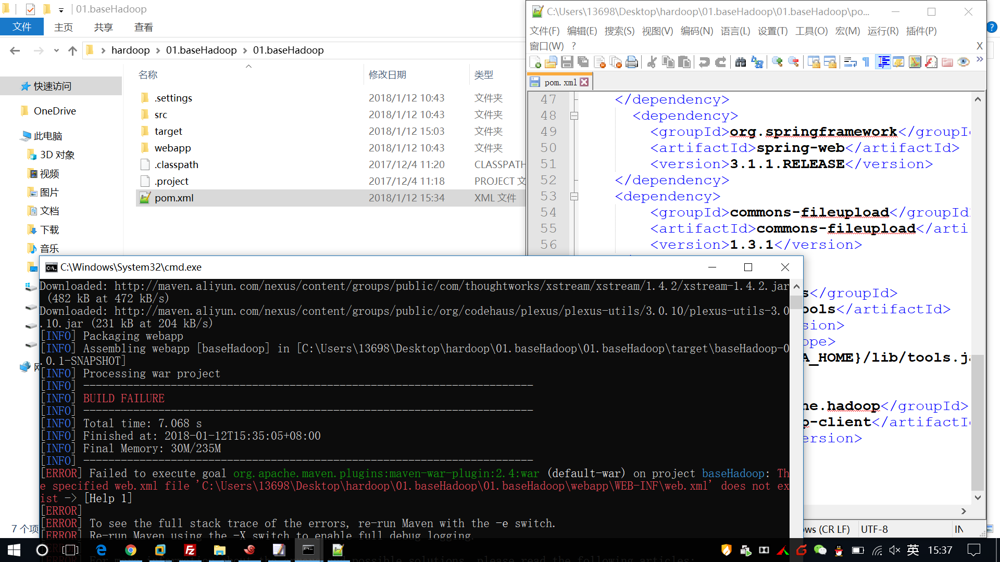 01.baseHadoop
文件 主页 共享 查看
hardoop 01.baseHadoop 01.baseHadoop
名称 修改日期 类型
快速访问
OneDrive
此电脑
3D 对象
视频
图片
文档
下载
音乐
.settings 2018/1/12 10:43 文件夹
src 2018/1/12 10:43 文件夹
target 2018/1/12 15:03 文件夹
webapp 2018/1/12 10:43 文件夹
.classpath 2017/12/4 11:20 CLASSPATH
.project 2017/12/4 11:18 PROJECT 文
pom.xml 2018/1/12 15:34 XML 文件
7 个项
C:\Users\13698\Desktop\hardoop\01.baseHadoop\01.baseHadoop\po...
文件(F) 编辑(E) 搜索(S) 视图(V) 编码(N) 语言(L) 设置(T) 工具(O) 宏(M) 运行(R) 插件(P)
窗口(W) ? X
pom.xml
47 </dependency>
48 <dependency>
49 <groupId>org.springframework</groupId
50 <artifactId>spring-web</artifactId>
51 <version>3.1.1.RELEASE</version>
52 </dependency>
53 <dependency>
54 <groupId>commons-fileupload</groupId
55 <artifactId>commons-fileupload</arti
56 <version>1.3.1</version>
s</groupId>
ools</artifactId>
sion>
ope>
A_HOME}/lib/tools.ja
he.hadoop</groupId>
p-client</artifactId
ersion>
ows (CR LF) UTF-8 IN
C:\Windows\System32\cmd.exe
Downloaded: http://maven.aliyun.com/nexus/content/groups/public/com/thoughtworks/xstream/xstream/1.4.2/xstream-1.4.2.jar
(482 kB at 472 kB/s)
Downloaded: http://maven.aliyun.com/nexus/content/groups/public/org/codehaus/plexus/plexus-utils/3.0.10/plexus-utils-3.0
.10.jar (231 kB at 204 kB/s)
[INFO] Packaging webapp
[INFO] Assembling webapp [baseHadoop] in [C:\Users\13698\Desktop\hardoop\01.baseHadoop\01.baseHadoop\target\baseHadoop-0
.0.1-SNAPSHOT]
[INFO] Processing war project
[INFO] ------------------------------------------------------------------------
[INFO] BUILD FAILURE
[INFO] ------------------------------------------------------------------------
[INFO] Total time: 7.068 s
[INFO] Finished at: 2018-01-12T15:35:05+08:00
[INFO] Final Memory: 30M/235M
[INFO] ------------------------------------------------------------------------
[ERROR] Failed to execute goal org.apache.maven.plugins:maven-war-plugin:2.4:war (default-war) on project baseHadoop: Th
e specified web.xml file 'C:\Users\13698\Desktop\hardoop\01.baseHadoop\01.baseHadoop\webapp\WEB-INF\web.xml' does not ex
ist -> [Help 1]
[ERROR]
[ERROR] To see the full stack trace of the errors, re-run Maven with the -e switch.
[ERROR] Re-run Maven using the -X switch to enable full debug logging.
英 15:37